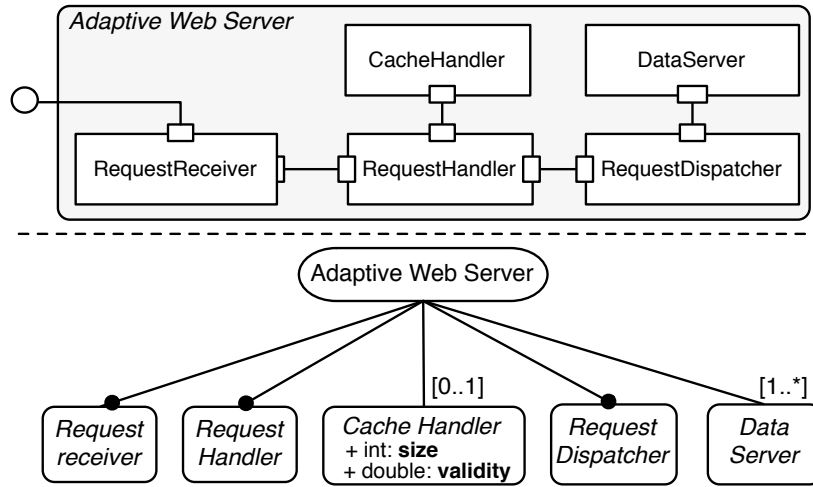 Adaptive Web Server
CacheHandler
DataServer
RequestReceiver
RequestHandler
RequestDispatcher
Adaptive Web Server
[0..1]
[1..*]
Request
receiver
Request
Handler
Cache Handler
+ int: size
+ double: validity
Request
Dispatcher
Data
Server